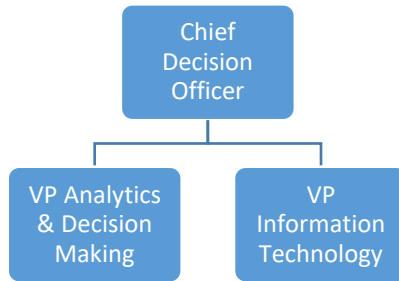 Chief
Decision
Officer
VP Analytics
& Decision
Making
VP
Information
Technology